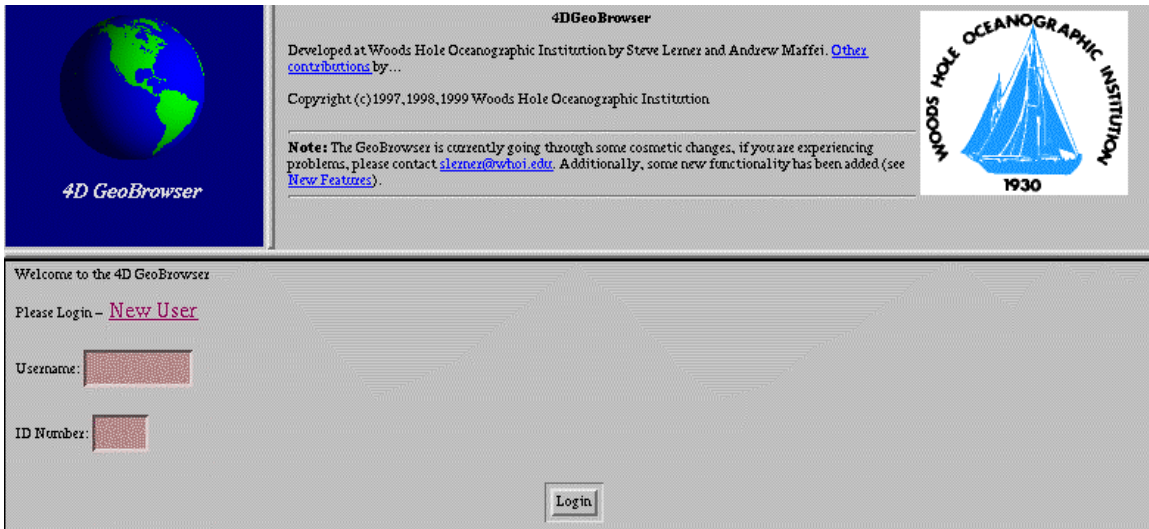 4D GeoBrowser
4DGeoBrowser
Developed at Woods Hole Oceanographic Institution by Steve Lerner and Andrew Maffei. Other
contributions by...
Copyright (c)1997,1998,1999 Woods Hole Oceanographic Institution
Note: The GeoBrowser is currently going through some cosmetic changes, if you are experiencing
problems, please contact slerner@whoi.edu. Additionally, some new functionality has been added (see
New Features).
WOODS HOLE OCEANOGRAPHIC INSTITUTION
1930
Welcome to the 4D GeoBrowser
Please Login – New User
Username:
ID Number:
Login